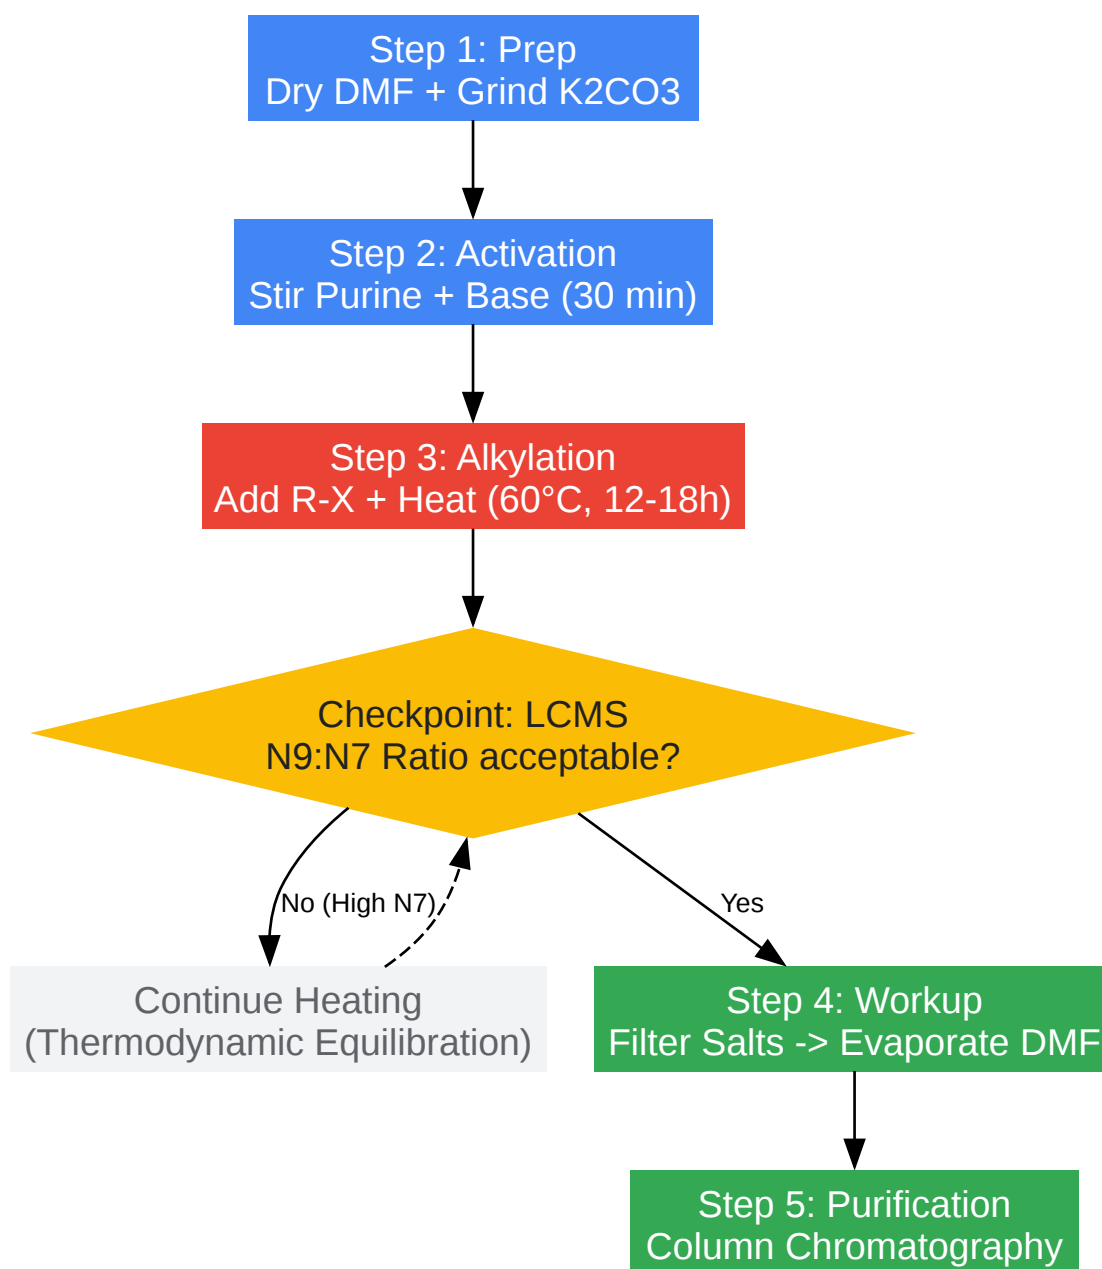 Step 1: Prep
Dry DMF + Grind K2CO3
Step 2: Activation
Stir Purine + Base (30 min)
Step 3: Alkylation
Add R-X + Heat (60°C, 12-18h)
Checkpoint: LCMS
N9:N7 Ratio acceptable?
No (High N7)
Yes
Continue Heating
(Thermodynamic Equilibration)
Step 4: Workup
Filter Salts -> Evaporate DMF
Step 5: Purification
Column Chromatography